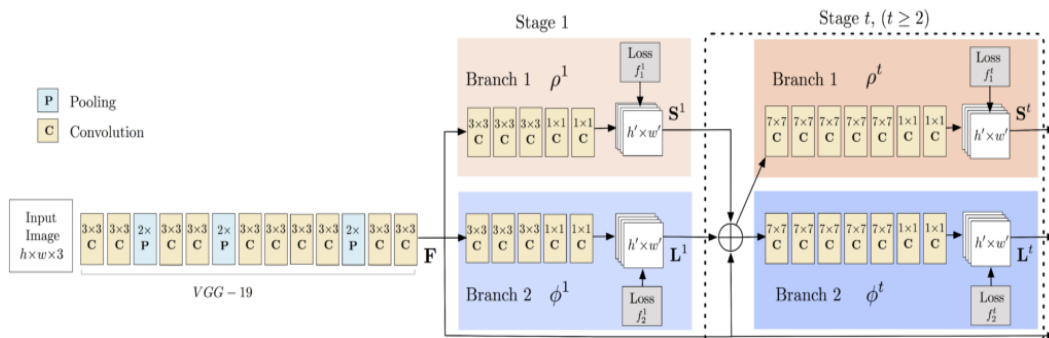 Stage 1
Stage t, (t ≥ 2)
P Pooling
C Convolution
Input
Image
h×w×3
3×3 C 3×3 C 2× P 3×3 C 3×3 C 2× P 3×3 C 3×3 C 3×3 C 3×3 C 2× P 3×3 C 3×3 C
VGG − 19
F
Branch 1 ρ¹
Loss
f₁¹
3×3 C 3×3 C 3×3 C 1×1 C 1×1 C
h′×w′
S¹
3×3 C 3×3 C 3×3 C 1×1 C 1×1 C
h′×w′
L¹
Branch 2 ϕ¹
Loss
f₂¹
Branch 1 ρᵗ
Loss
f₁ᵗ
7×7 C 7×7 C 7×7 C 7×7 C 7×7 C 1×1 C 1×1 C
h′×w′
Sᵗ
7×7 C 7×7 C 7×7 C 7×7 C 7×7 C 1×1 C 1×1 C
h′×w′
Lᵗ
Branch 2 ϕᵗ
Loss
f₂ᵗ